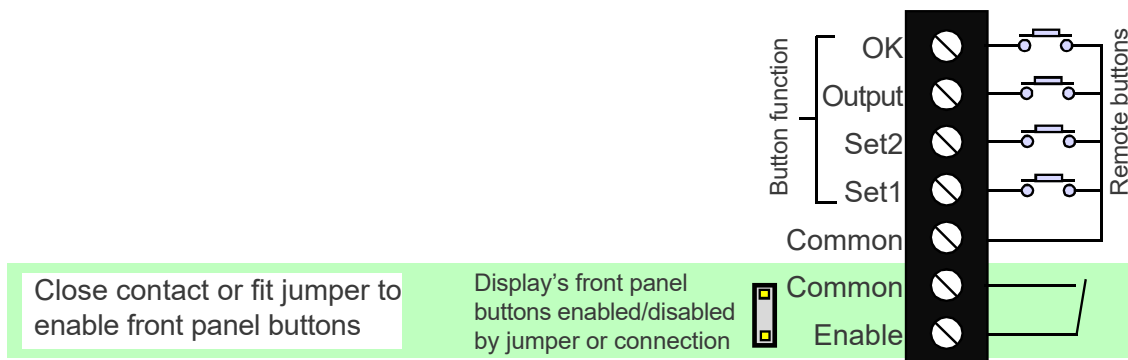 Button function
OK
Output
Set2
Set1
Common
Remote buttons
Close contact or fit jumper to
enable front panel buttons
Display’s front panel
buttons enabled/disabled
by jumper or connection
Common
Enable